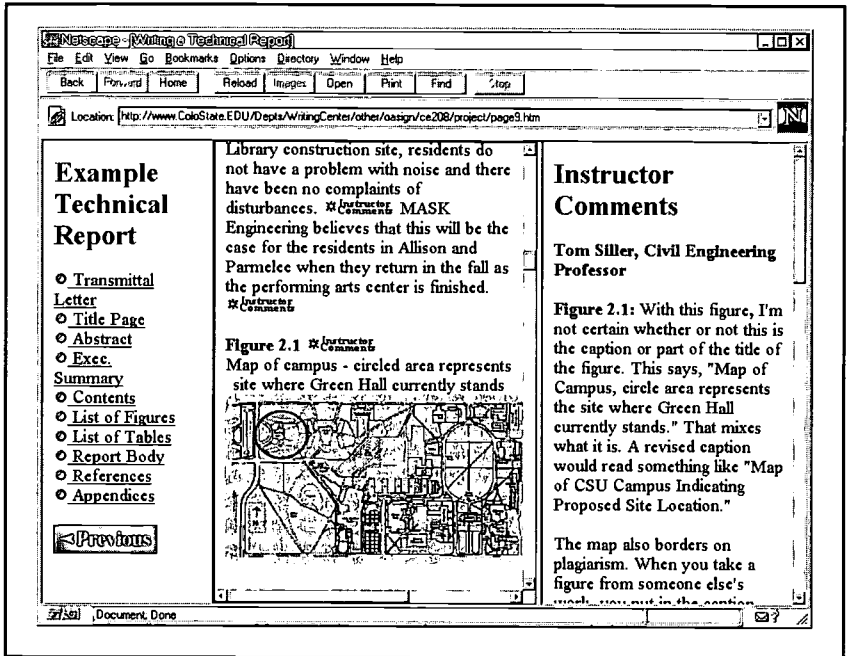 Netscape - [Writing a Technical Report]
File Edit View Go Bookmarks Options Directory Window Help
Back Forward Home Reload Images Open Print Find Stop
Location: http://www.ColoState.EDU/Depts/WritingCenter/other/oasign/ce208/project/page9.htm
N
Example
Technical
Report
Transmittal
Letter
Title Page
Abstract
Exec.
Summary
Contents
List of Figures
List of Tables
Report Body
References
Appendices
Previous
Library construction site, residents do
not have a problem with noise and there
have been no complaints of
disturbances. Instructor Comments MASK
Engineering believes that this will be the
case for the residents in Allison and
Parmelee when they return in the fall as
the performing arts center is finished.
Instructor Comments
Figure 2.1 Instructor Comments
Map of campus - circled area represents
site where Green Hall currently stands
Instructor
Comments
Tom Siller, Civil Engineering
Professor
Figure 2.1: With this figure, I'm
not certain whether or not this is
the caption or part of the title of
the figure. This says, "Map of
Campus, circle area represents
the site where Green Hall
currently stands." That mixes
what it is. A revised caption
would read something like "Map
of CSU Campus Indicating
Proposed Site Location."
The map also borders on
plagiarism. When you take a
figure from someone else's
work, you put in the caption
Document: Done